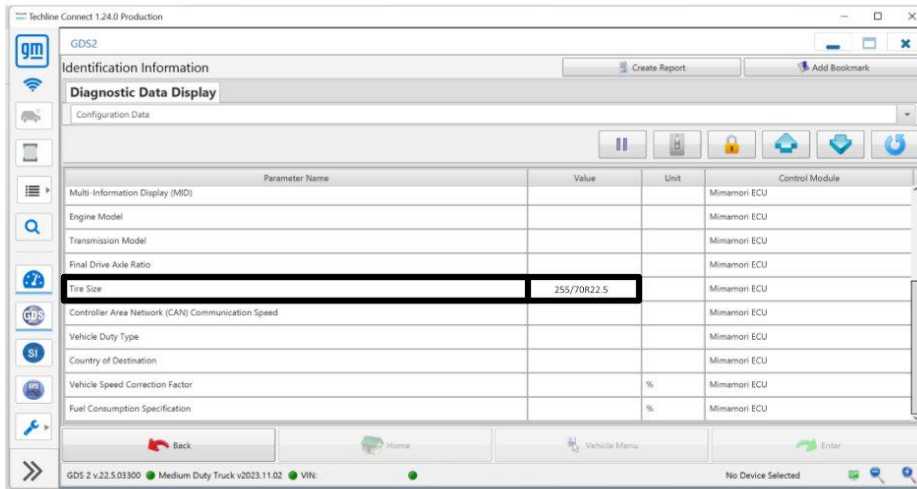 Techline Connect 1.24.0 Production
gm
GDS2
Identification Information
Create Report
Add Bookmark
Diagnostic Data Display
Configuration Data
Parameter Name Value Unit Control Module
Multi-Information Display (MID) Mimamori ECU
Engine Model Mimamori ECU
Transmission Model Mimamori ECU
Final Drive Axle Ratio Mimamori ECU
Tire Size 255/70R22.5 Mimamori ECU
Controller Area Network (CAN) Communication Speed Mimamori ECU
Vehicle Duty Type Mimamori ECU
Country of Destination Mimamori ECU
Vehicle Speed Correction Factor % Mimamori ECU
Fuel Consumption Specification % Mimamori ECU
GDS
SI
SPS
Back Home Vehicle Menu Enter
GDS 2 v.22.5.03300 Medium Duty Truck v2023.11.02 VIN: No Device Selected